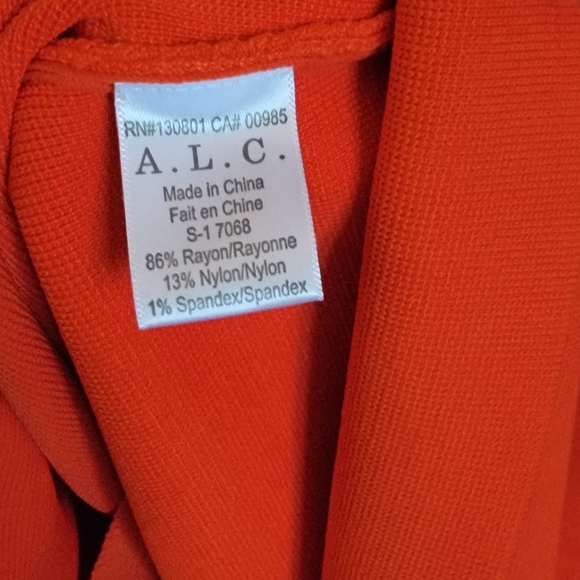 RN#130801 CA# 00985
A.L.C.
Made in China
Fait en Chine
S-1 7068
86% Rayon/Rayonne
13% Nylon/Nylon
1% Spandex/Spandex